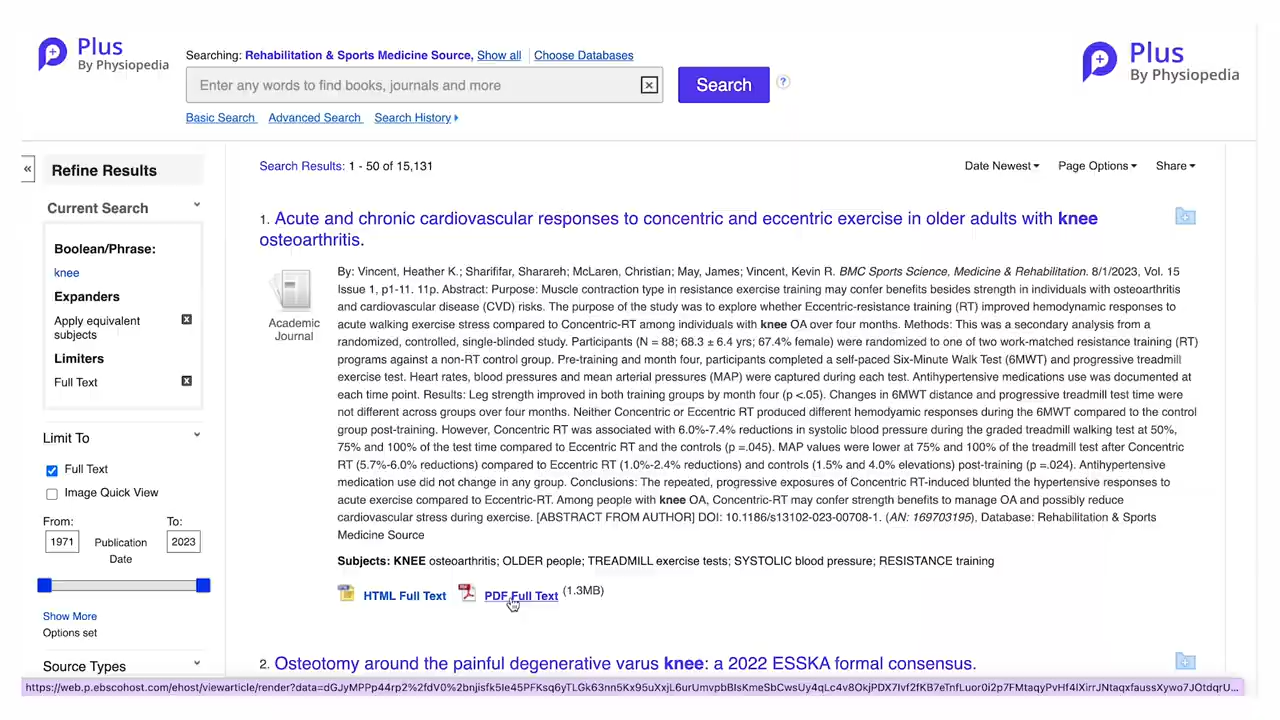 Plus
By Physiopedia
Searching: Rehabilitation & Sports Medicine Source, Show all | Choose Databases
Enter any words to find books, journals and more
Search
?
Basic Search Advanced Search Search History
Plus
By Physiopedia
«
Refine Results
Current Search
Boolean/Phrase:
knee
Expanders
Apply equivalent
subjects
Limiters
Full Text
Limit To
Full Text
Image Quick View
From: To:
1971 Publication 2023
Date
Show More
Options set
Source Types
Search Results: 1 - 50 of 15,131
Date Newest Page Options Share
1. Acute and chronic cardiovascular responses to concentric and eccentric exercise in older adults with knee
osteoarthritis.
Academic
Journal
By: Vincent, Heather K.; Sharififar, Sharareh; McLaren, Christian; May, James; Vincent, Kevin R. BMC Sports Science, Medicine & Rehabilitation. 8/1/2023, Vol. 15
Issue 1, p1-11. 11p. Abstract: Purpose: Muscle contraction type in resistance exercise training may confer benefits besides strength in individuals with osteoarthritis
and cardiovascular disease (CVD) risks. The purpose of the study was to explore whether Eccentric-resistance training (RT) improved hemodynamic responses to
acute walking exercise stress compared to Concentric-RT among individuals with knee OA over four months. Methods: This was a secondary analysis from a
randomized, controlled, single-blinded study. Participants (N = 88; 68.3 ± 6.4 yrs; 67.4% female) were randomized to one of two work-matched resistance training (RT)
programs against a non-RT control group. Pre-training and month four, participants completed a self-paced Six-Minute Walk Test (6MWT) and progressive treadmill
exercise test. Heart rates, blood pressures and mean arterial pressures (MAP) were captured during each test. Antihypertensive medications use was documented at
each time point. Results: Leg strength improved in both training groups by month four (p <.05). Changes in 6MWT distance and progressive treadmill test time were
not different across groups over four months. Neither Concentric or Eccentric RT produced different hemodyamic responses during the 6MWT compared to the control
group post-training. However, Concentric RT was associated with 6.0%-7.4% reductions in systolic blood pressure during the graded treadmill walking test at 50%,
75% and 100% of the test time compared to Eccentric RT and the controls (p =.045). MAP values were lower at 75% and 100% of the treadmill test after Concentric
RT (5.7%-6.0% reductions) compared to Eccentric RT (1.0%-2.4% reductions) and controls (1.5% and 4.0% elevations) post-training (p =.024). Antihypertensive
medication use did not change in any group. Conclusions: The repeated, progressive exposures of Concentric RT-induced blunted the hypertensive responses to
acute exercise compared to Eccentric-RT. Among people with knee OA, Concentric-RT may confer strength benefits to manage OA and possibly reduce
cardiovascular stress during exercise. [ABSTRACT FROM AUTHOR] DOI: 10.1186/s13102-023-00708-1. (AN: 169703195), Database: Rehabilitation & Sports
Medicine Source
Subjects: KNEE osteoarthritis; OLDER people; TREADMILL exercise tests; SYSTOLIC blood pressure; RESISTANCE training
HTML Full Text PDF Full Text (1.3MB)
2. Osteotomy around the painful degenerative varus knee: a 2022 ESSKA formal consensus.